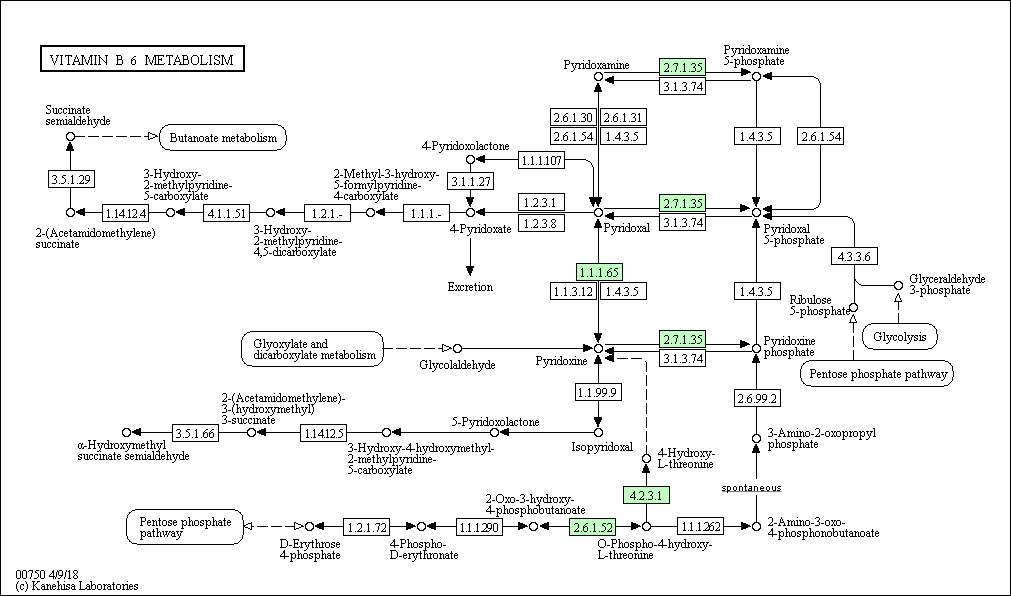 VITAMIN B 6 METABOLISM
Pyridoxamine
5-phosphate
Pyridoxamine
2.7.1.35
3.1.3.74
Succinate
semialdehyde
Butanoate metabolism
2.6.1.30
2.6.1.31
2.6.1.54
1.4.3.5
1.4.3.5
2.6.1.54
4-Pyridoxolactone
1.1.1.107
3.5.1.29
3-Hydroxy-
2-methylpyridine-
5-carboxylate
2-Methyl-3-hydroxy-
5-formylpyridine-
4-carboxylate
3.1.1.27
1.14.12.4
4.1.1.51
1.2.1.-
1.1.1.-
1.2.3.1
1.2.3.8
2.7.1.35
3.1.3.74
2-(Acetamidomethylene)
succinate
3-Hydroxy-
2-methylpyridine-
4,5-dicarboxylate
4-Pyridoxate
Pyridoxal
Pyridoxal
5-phosphate
4.3.3.6
Excretion
1.1.1.65
1.1.3.12
1.4.3.5
1.4.3.5
Glyceraldehyde
3-phosphate
Ribulose
5-phosphate
Glycolysis
Glyoxylate and
dicarboxylate metabolism
Glycolaldehyde
Pyridoxine
2.7.1.35
3.1.3.74
Pyridoxine
phosphate
Pentose phosphate pathway
1.1.99.9
2.6.99.2
2-(Acetamidomethylene)-
3-(hydroxymethyl)
3-succinate
5-Pyridoxolactone
3.5.1.66
1.14.12.5
α-Hydroxymethyl
succinate semialdehyde
3-Hydroxy-4-hydroxymethyl-
2-methylpyridine-
5-carboxylate
Isopyridoxal
3-Amino-2-oxopropyl
phosphate
4-Hydroxy-
L-threonine
spontaneous
4.2.3.1
2-Oxo-3-hydroxy-
4-phosphobutanoate
Pentose phosphate
pathway
1.2.1.72
1.1.1.290
2.6.1.52
1.1.1.262
D-Erythrose
4-phosphate
4-Phospho-
D-erythronate
O-Phospho-4-hydroxy-
L-threonine
2-Amino-3-oxo-
4-phosphonobutanoate
00750 4/9/18
(c) Kanehisa Laboratories